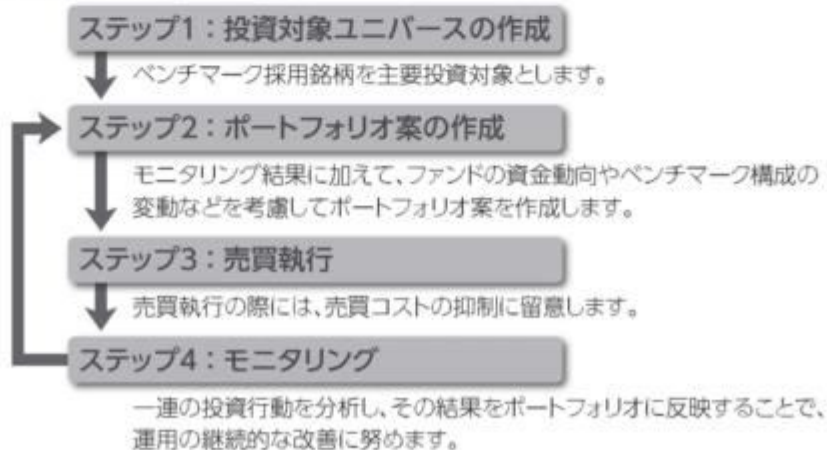 ステップ1：投資対象ユニバースの作成
ベンチマーク採用銘柄を主要投資対象とします。
ステップ2：ポートフォリオ案の作成
モニタリング結果に加えて、ファンドの資金動向やベンチマーク構成の
変動などを考慮してポートフォリオ案を作成します。
ステップ3：売買執行
売買執行の際には、売買コストの抑制に留意します。
ステップ4：モニタリング
一連の投資行動を分析し、その結果をポートフォリオに反映することで、
運用の継続的な改善に努めます。